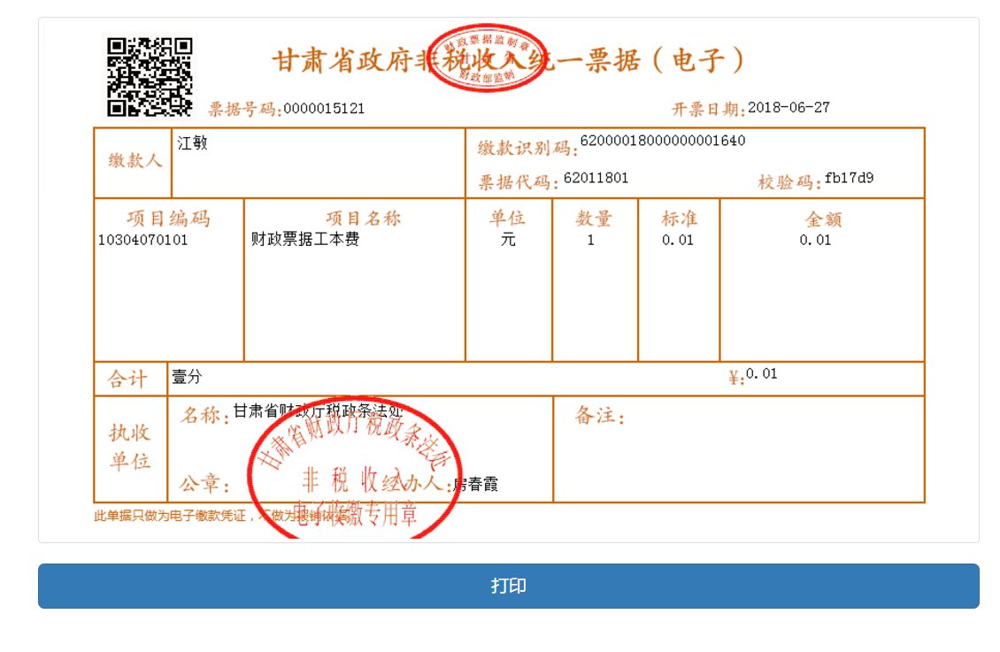 甘肃省政府非税收入统一票据（电子）
财政票据监制章
甘肃省
财政部监制
票据号码:0000015121
开票日期:2018-06-27
缴款人
江敏
缴款识别码:62000018000000001640
票据代码:62011801
校验码:fb17d9
项目编码 项目名称 单位 数量 标准 金额
10304070101 财政票据工本费 元 1 0.01 0.01
合计 壹分 ¥:0.01
执收单位
名称:甘肃省财政厅税政条法处
备注:
甘肃省财政厅税政条法处
非税收入
电子收缴专用章
公章:
经办人:房春霞
此单据只做为电子缴款凭证，不做为报销依据。
打印